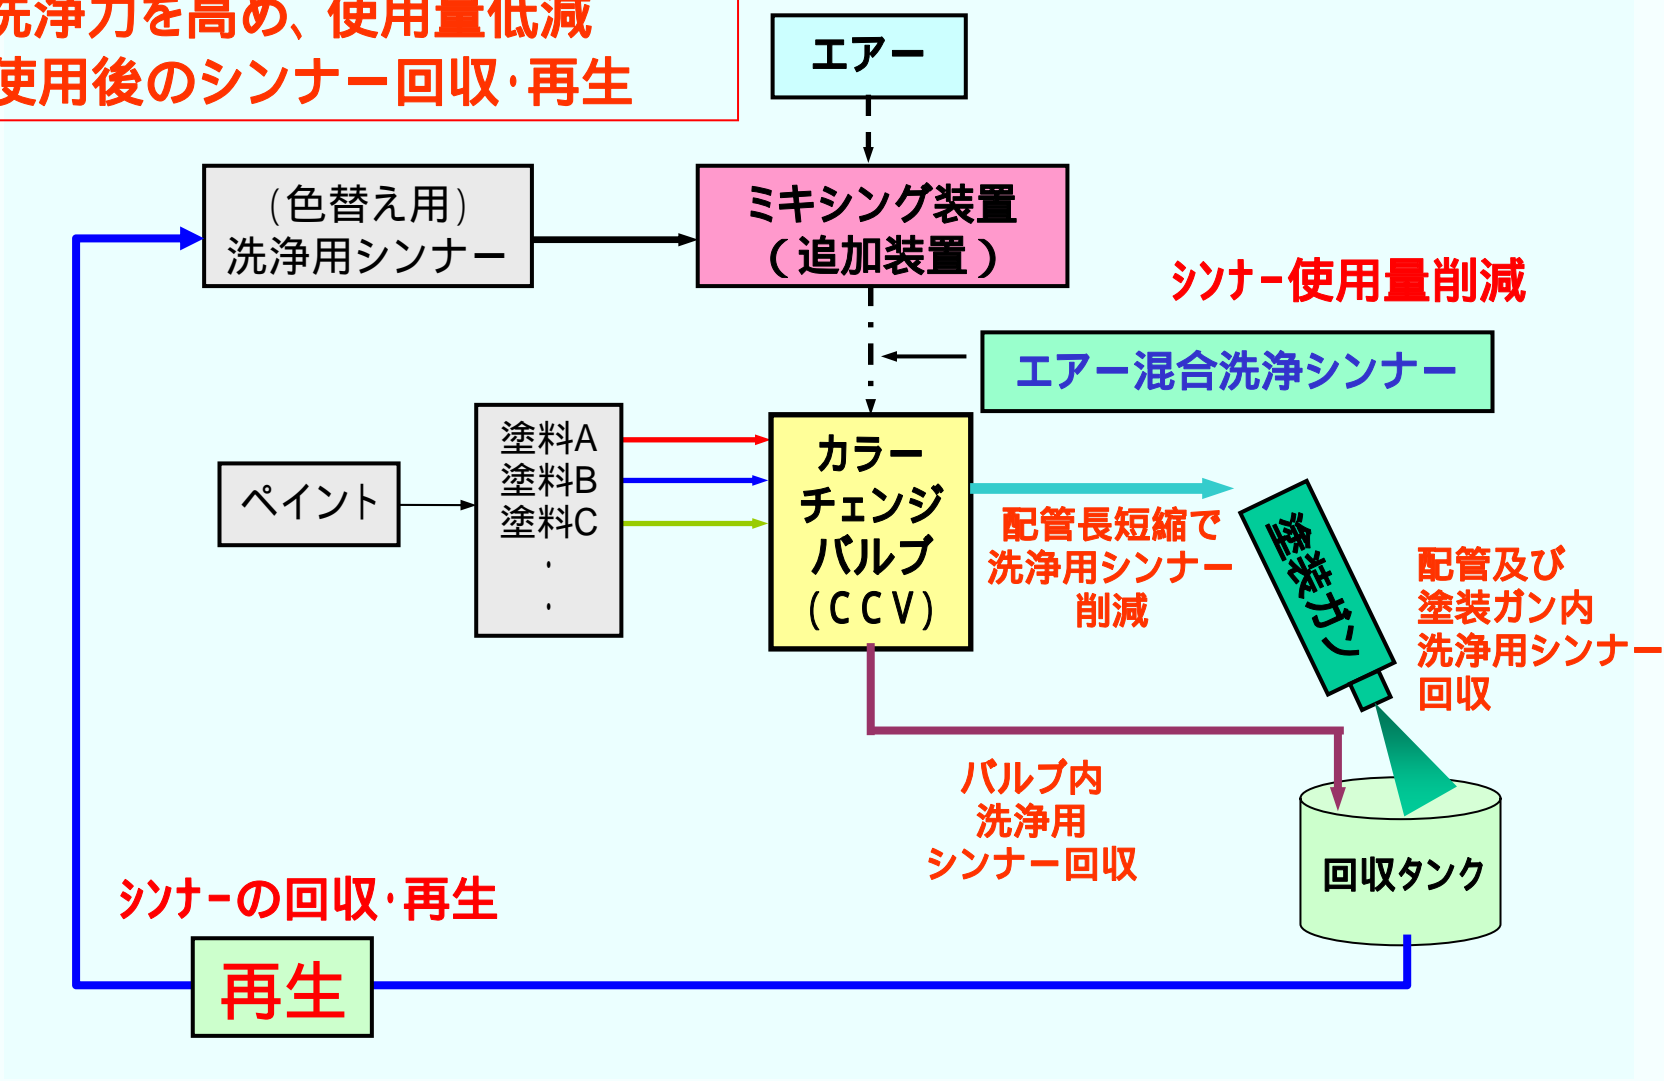 洗浄力を高め、使用量低減
使用後のシンナー回収・再生
エアー
(色替え用)
洗浄用シンナー
ミキシング装置
(追加装置)
シンナー使用量削減
エアー混合洗浄シンナー
ペイント
塗料A
塗料B
塗料C
・
・
カラー
チェンジ
バルブ
(CCV)
配管長短縮で
洗浄用シンナー
削減
塗装ガン
配管及び
塗装ガン内
洗浄用シンナー
回収
バルブ内
洗浄用
シンナー回収
回収タンク
シンナーの回収・再生
再生